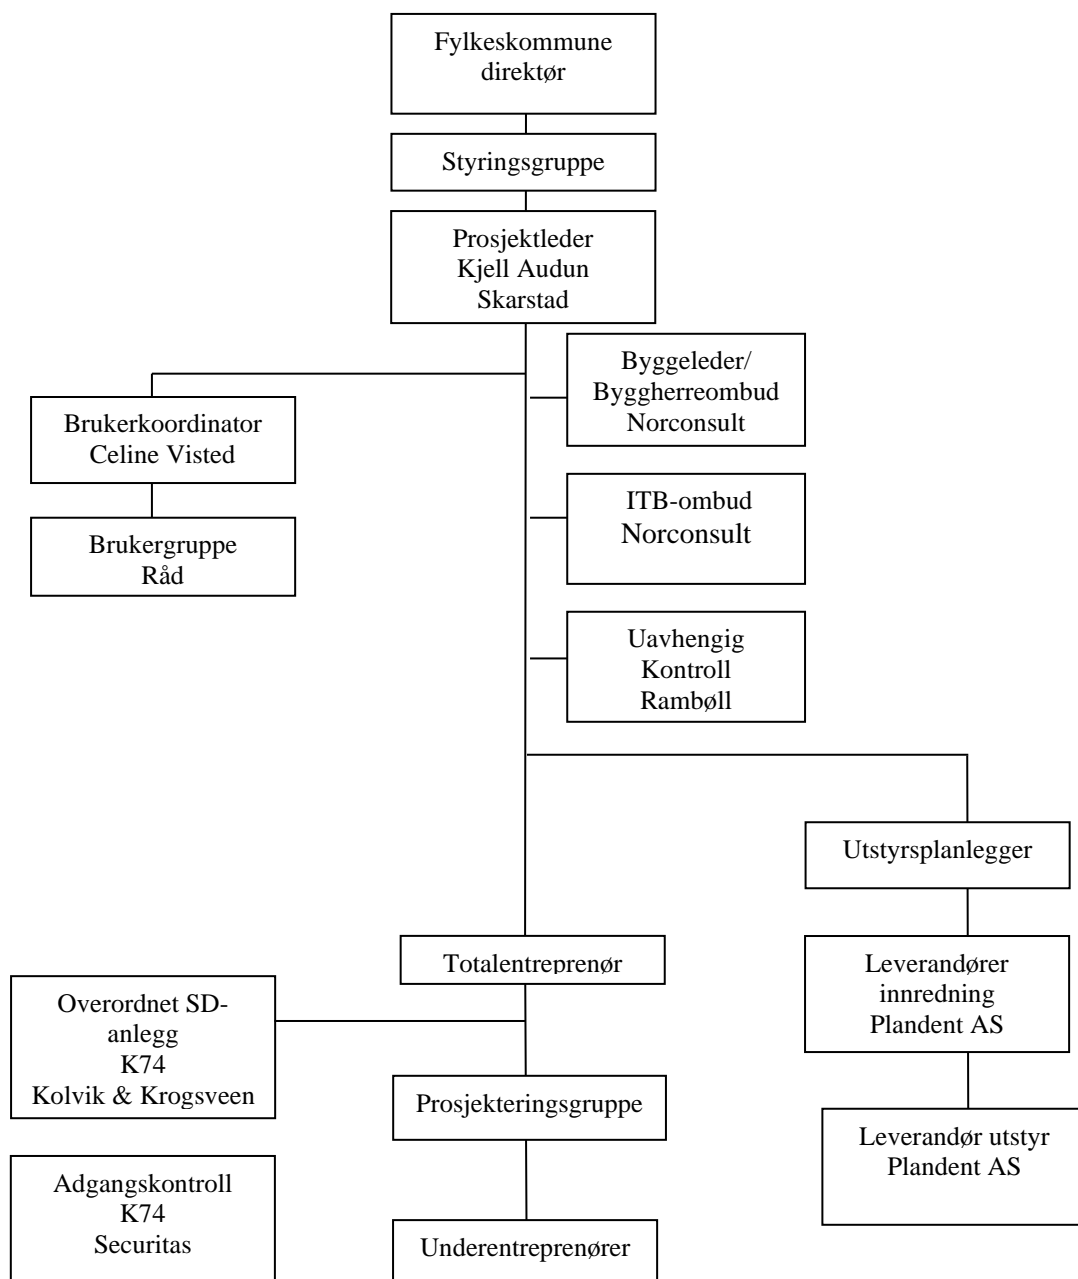 Fylkeskommune
direktør
Styringsgruppe
Prosjektleder
Kjell Audun
Skarstad
Byggeleder/
Byggherreombud
Norconsult
Brukerkoordinator
Celine Visted
ITB-ombud
Norconsult
Brukergruppe
Råd
Uavhengig
Kontroll
Rambøll
Utstyrsplanlegger
Totalentreprenør
Leverandører
innredning
Plandent AS
Overordnet SD-
anlegg
K74
Kolvik & Krogsveen
Prosjekteringsgruppe
Leverandør utstyr
Plandent AS
Adgangskontroll
K74
Securitas
Underentreprenører